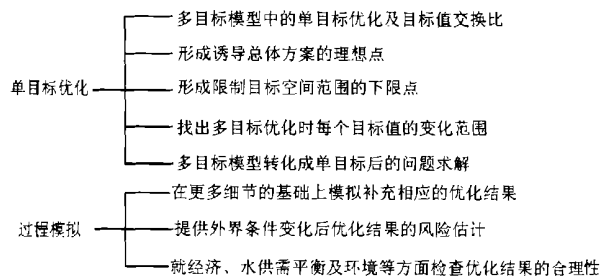 多目标模型中的单目标优化及目标值交换比
形成诱导总体方案的理想点
单目标优化
形成限制目标空间范围的下限点
找出多目标优化时每个目标值的变化范围
多目标模型转化成单目标后的问题求解
在更多细节的基础上模拟补充相应的优化结果
过程模拟
提供外界条件变化后优化结果的风险估计
就经济、水供需平衡及环境等方面检查优化结果的合理性